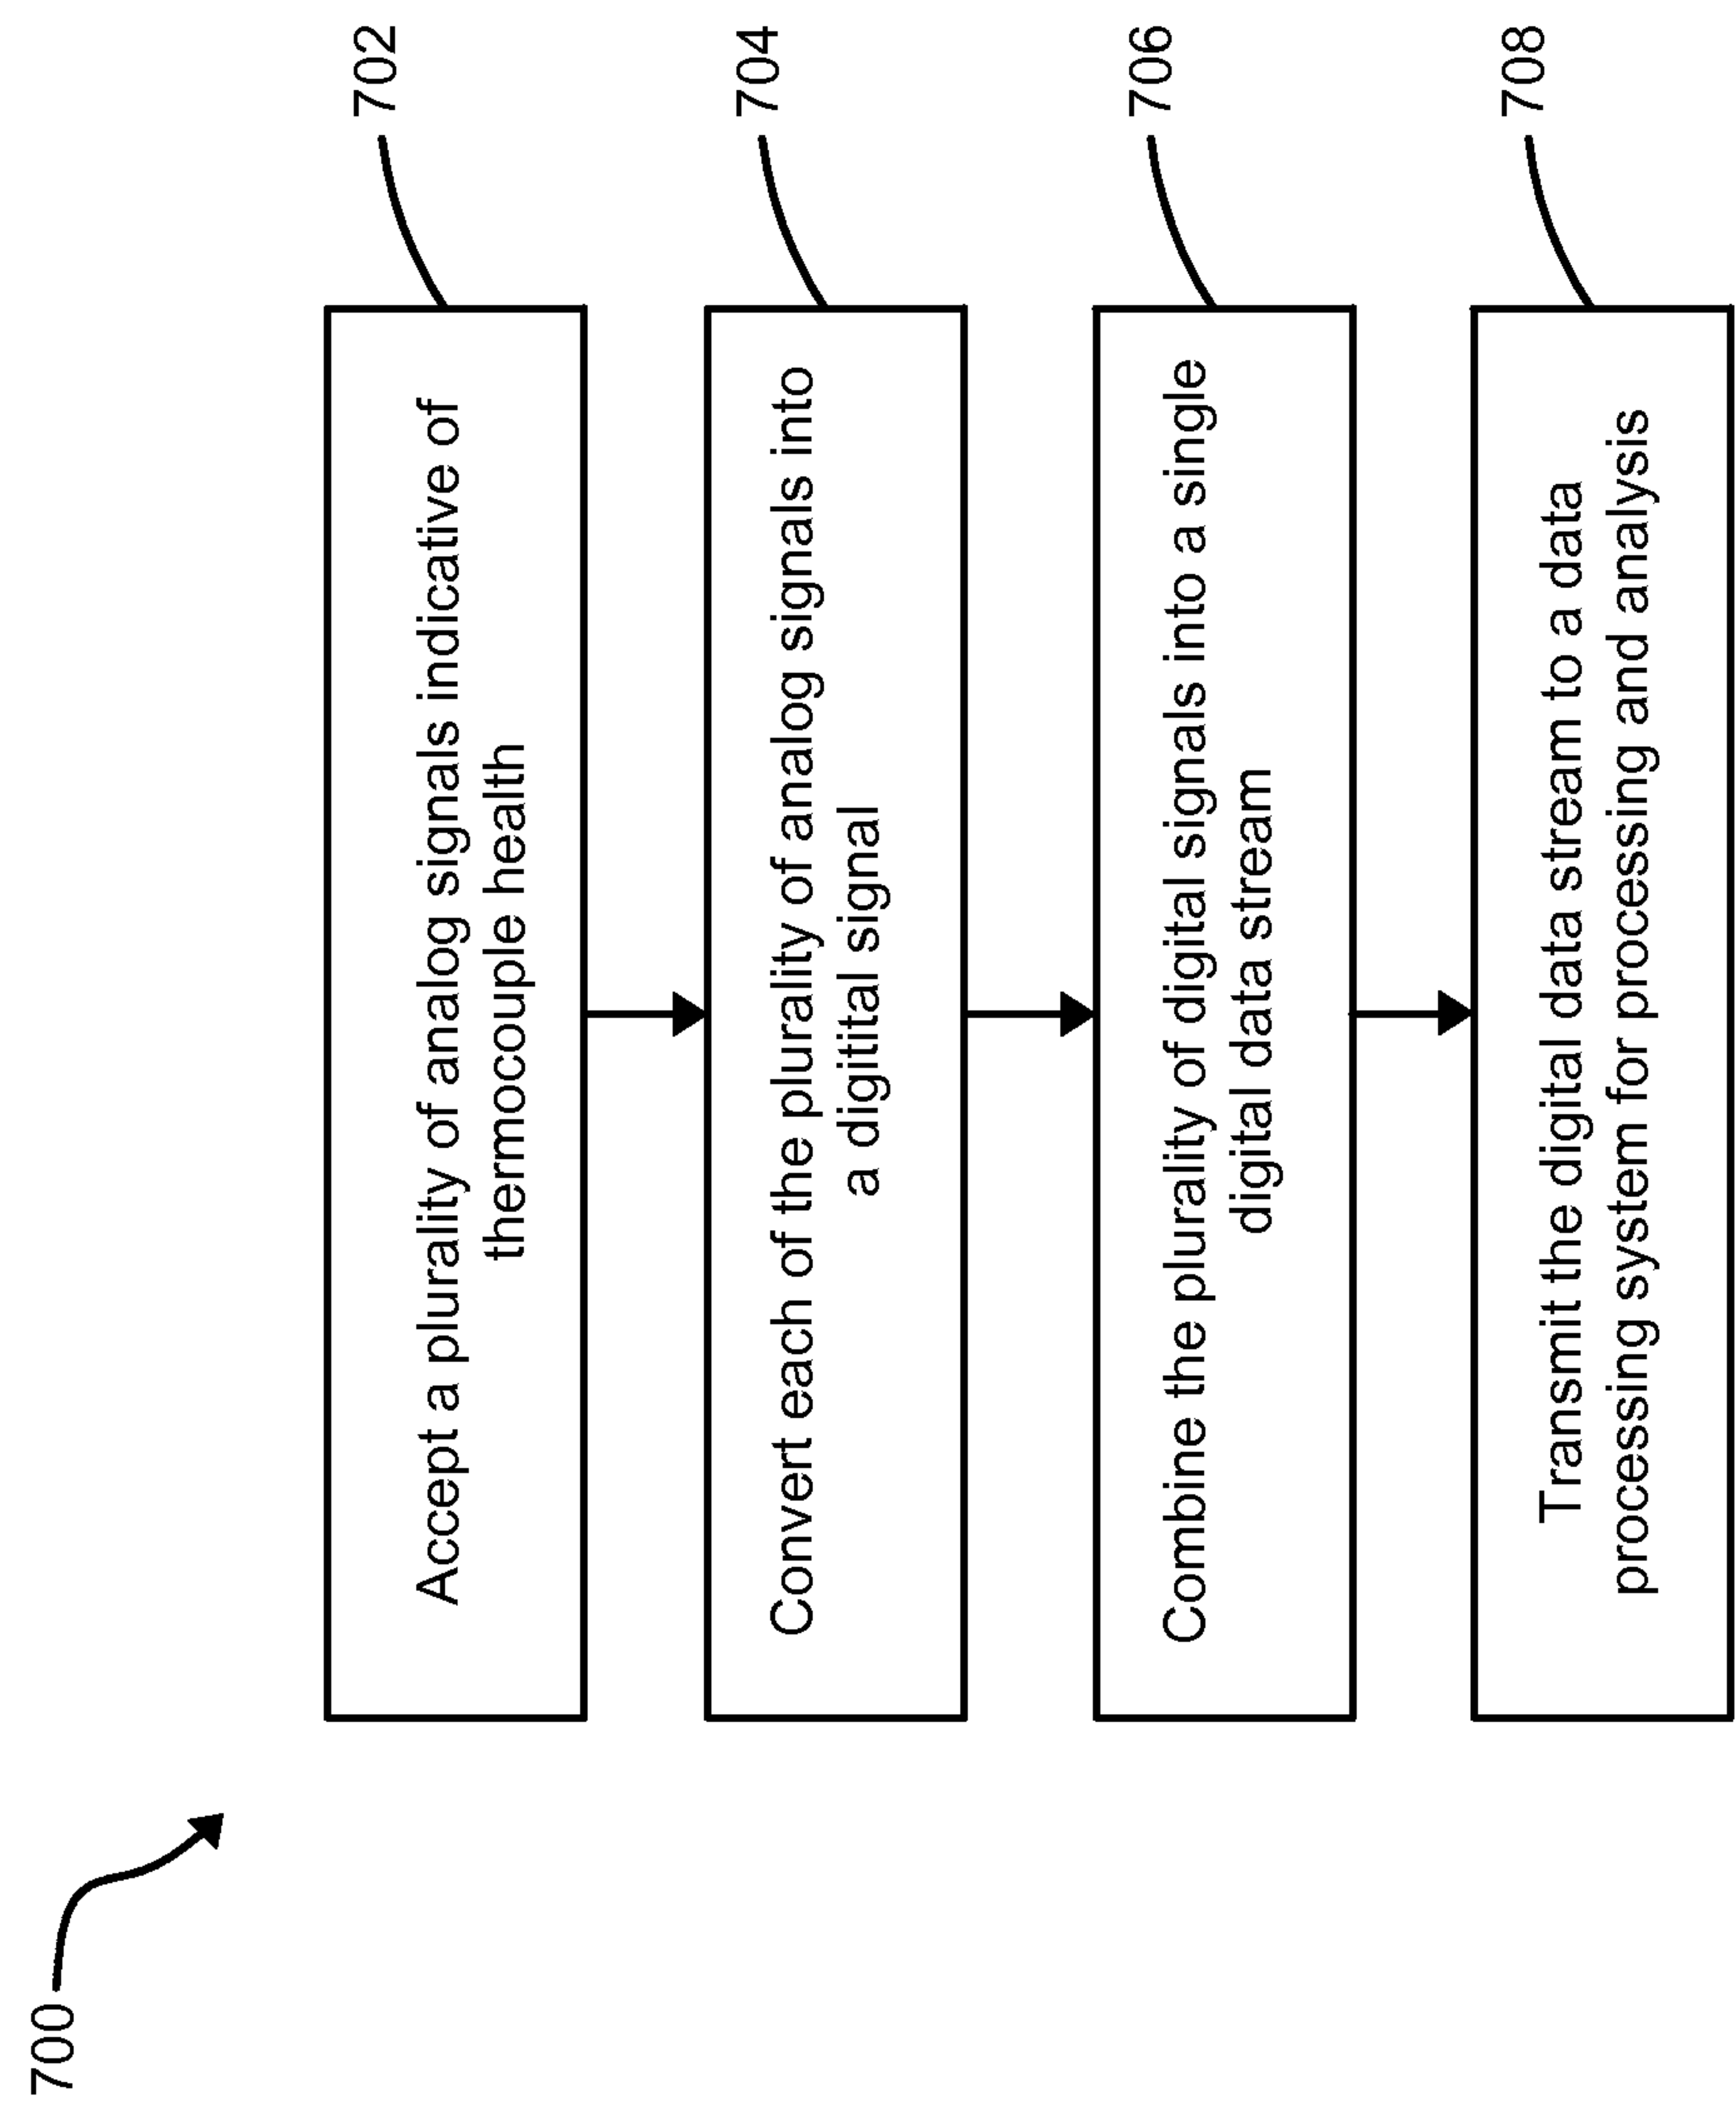 700
702
Accept a plurality of analog signals indicative of
thermocouple health
704
Convert each of the plurality of analog signals into
a digitital signal
706
Combine the plurality of digital signals into a single
digital data stream
708
Transmit the digital data stream to a data
processing system for processing and analysis